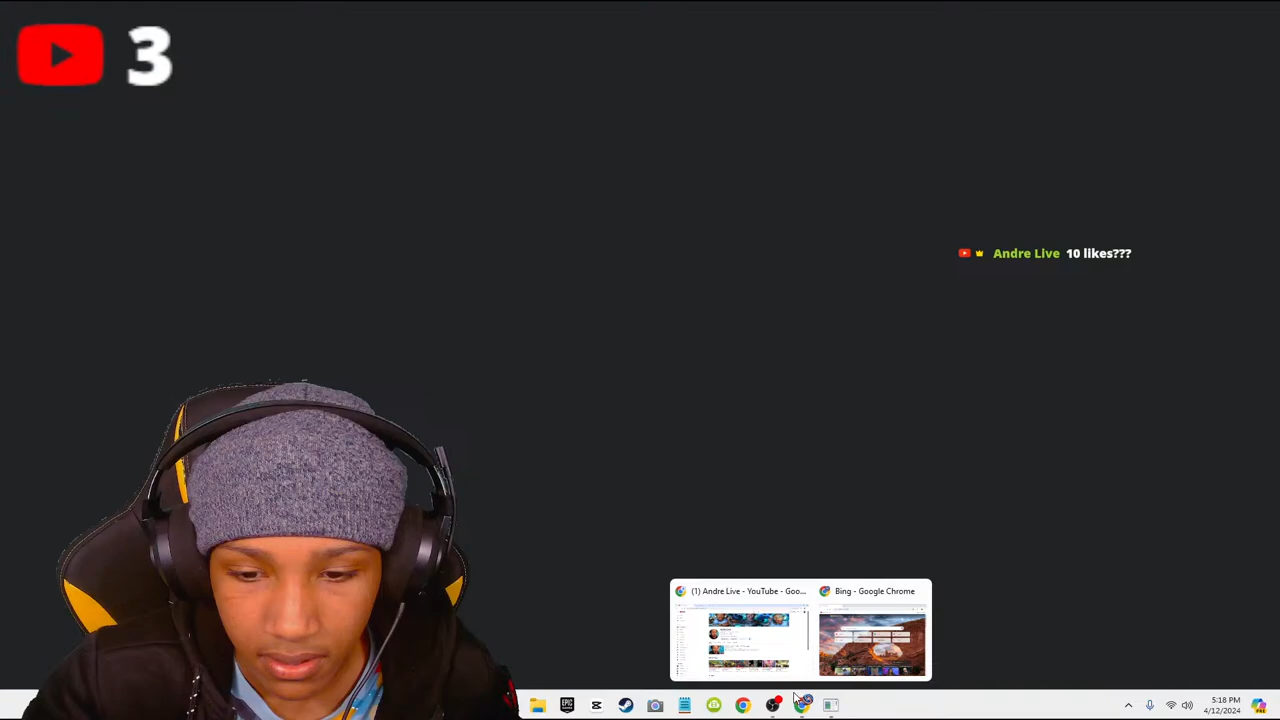 3
Andre Live 10 likes???
(1) Andre Live - YouTube - Goo...
Bing - Google Chrome
5:18 PM
4/12/2024